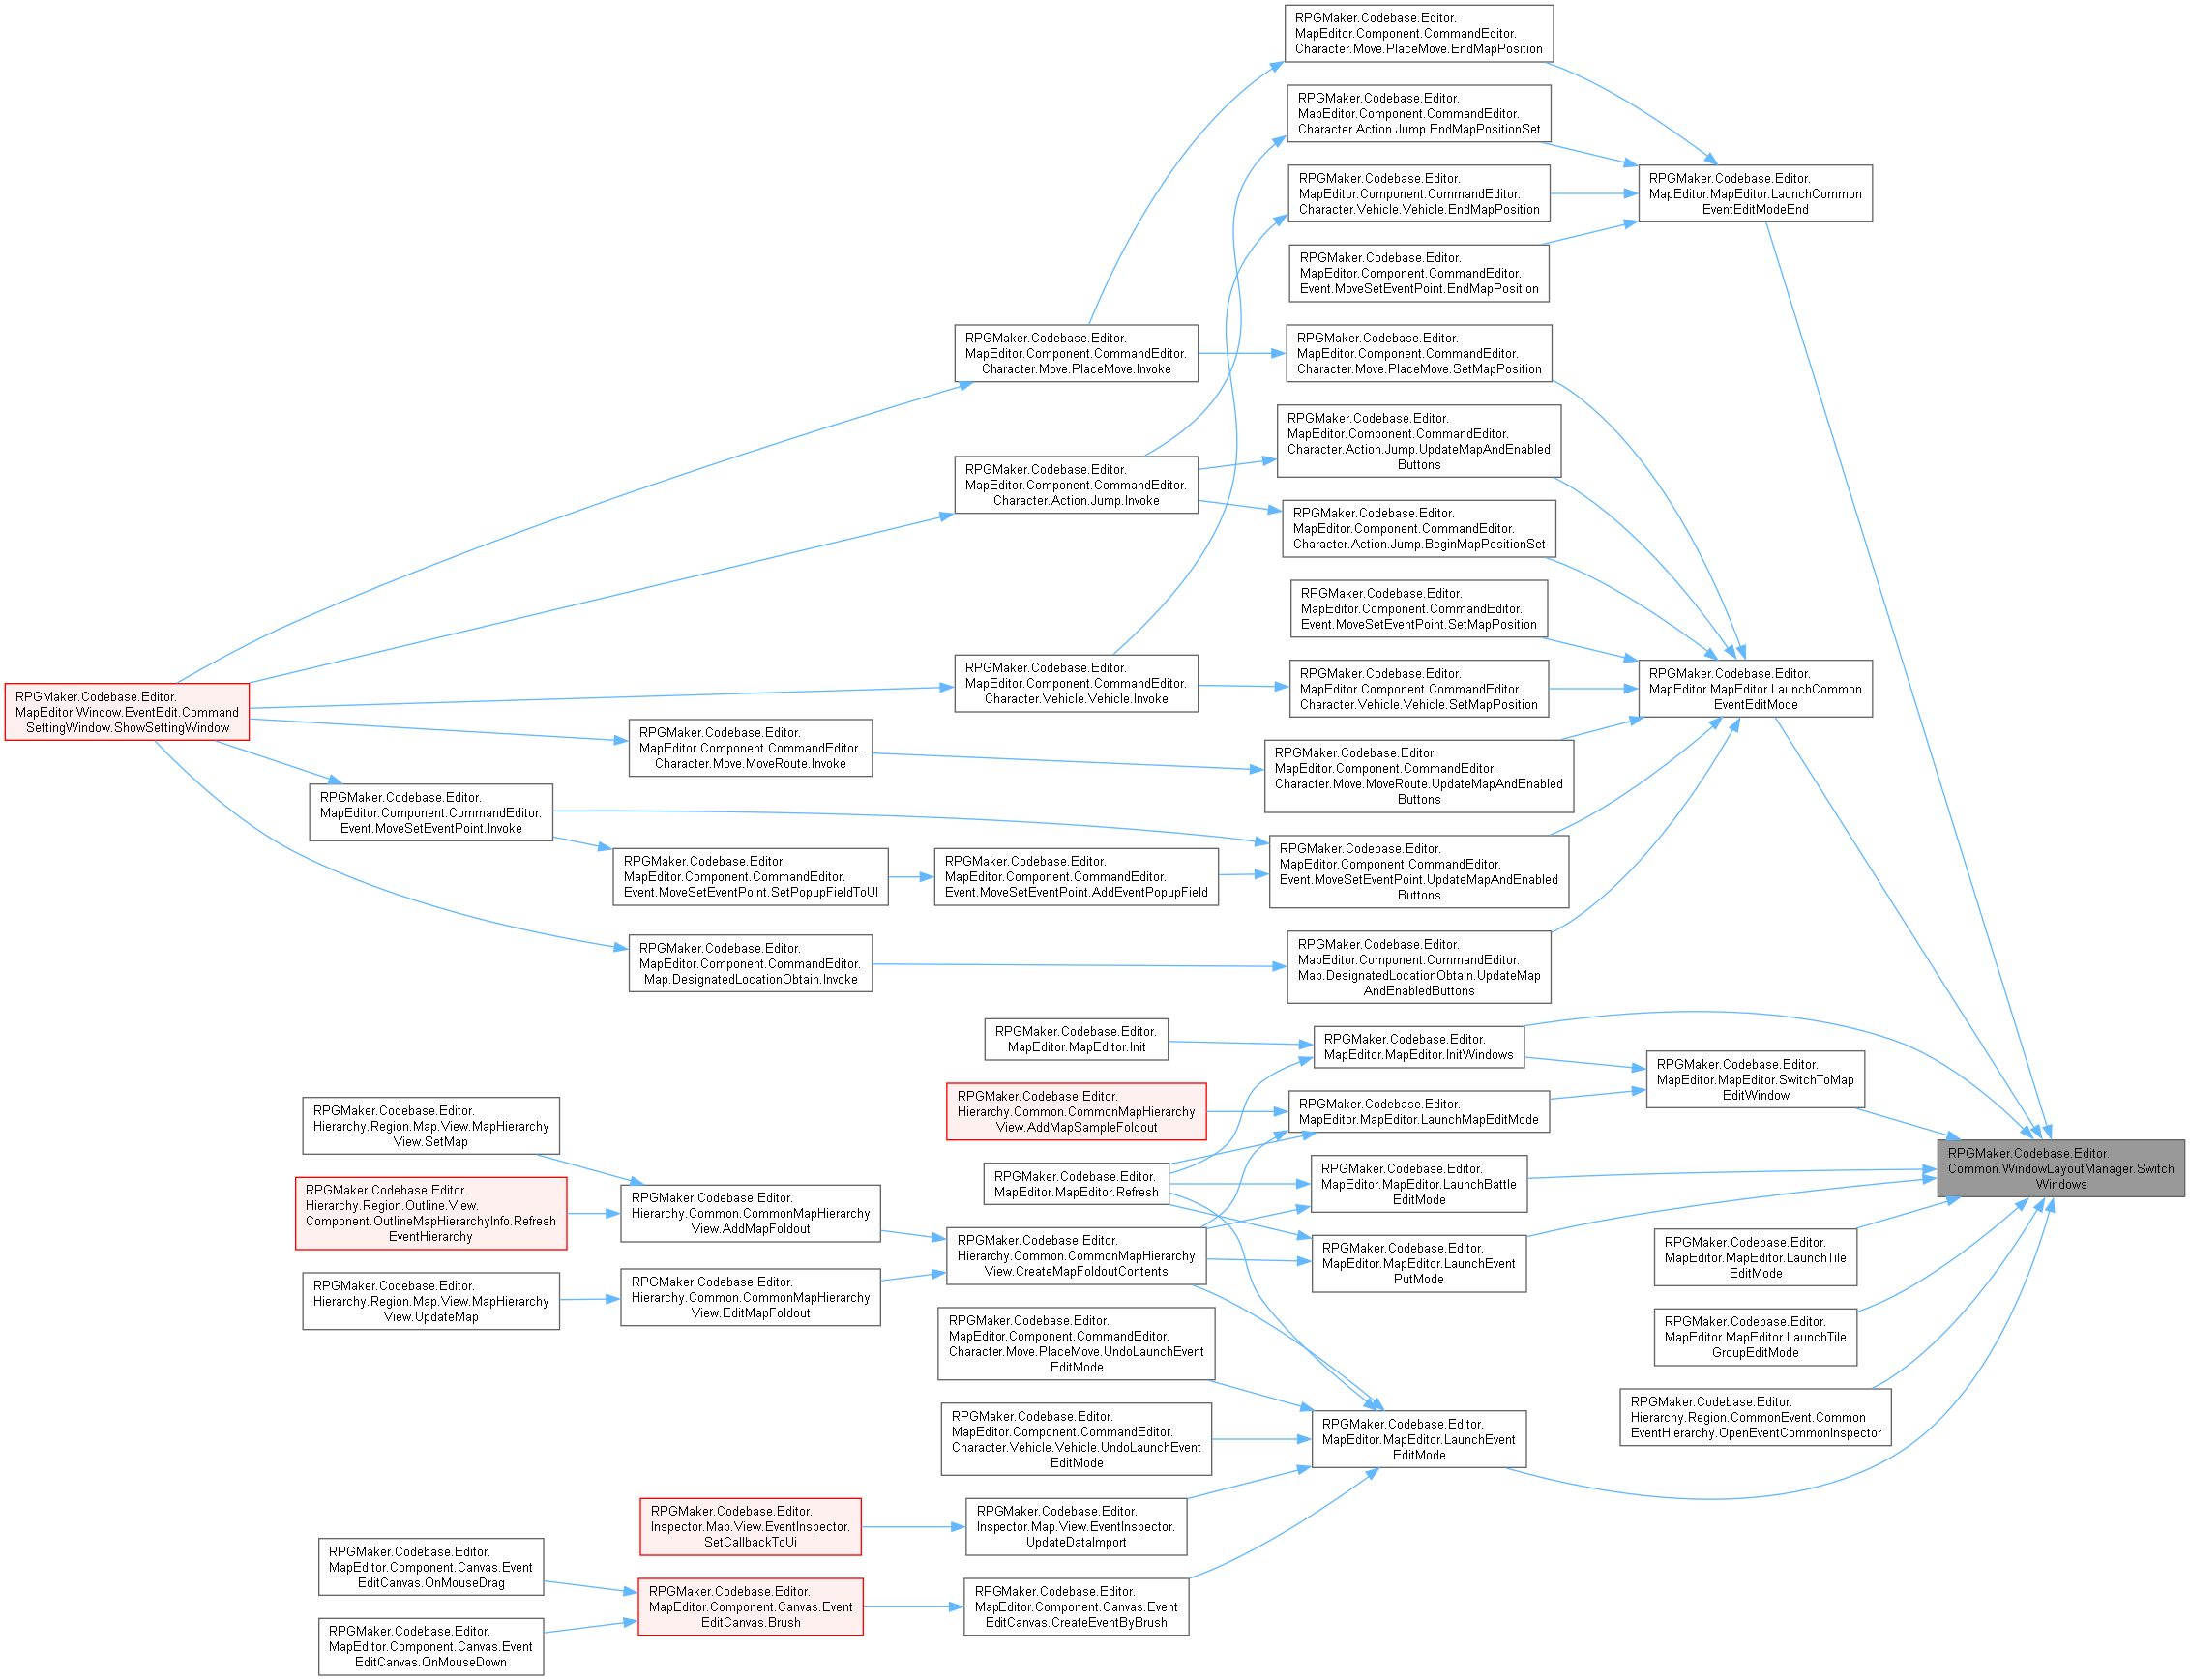 RPGMaker.Codebase.Editor.
MapEditor.Component.CommandEditor.
Character.Move.PlaceMove.EndMapPosition
RPGMaker.Codebase.Editor.
MapEditor.Component.CommandEditor.
Character.Action.Jump.EndMapPositionSet
RPGMaker.Codebase.Editor.
MapEditor.Component.CommandEditor.
Character.Vehicle.Vehicle.EndMapPosition
RPGMaker.Codebase.Editor.
MapEditor.MapEditor.LaunchCommon
EventEditModeEnd
RPGMaker.Codebase.Editor.
MapEditor.Component.CommandEditor.
Event.MoveSetEventPoint.EndMapPosition
RPGMaker.Codebase.Editor.
MapEditor.Component.CommandEditor.
Character.Move.PlaceMove.Invoke
RPGMaker.Codebase.Editor.
MapEditor.Component.CommandEditor.
Character.Move.PlaceMove.SetMapPosition
RPGMaker.Codebase.Editor.
MapEditor.Component.CommandEditor.
Character.Action.Jump.UpdateMapAndEnabled
Buttons
RPGMaker.Codebase.Editor.
MapEditor.Component.CommandEditor.
Character.Action.Jump.Invoke
RPGMaker.Codebase.Editor.
MapEditor.Component.CommandEditor.
Character.Action.Jump.BeginMapPositionSet
RPGMaker.Codebase.Editor.
MapEditor.Component.CommandEditor.
Event.MoveSetEventPoint.SetMapPosition
RPGMaker.Codebase.Editor.
MapEditor.Window.EventEdit.Command
SettingWindow.ShowSettingWindow
RPGMaker.Codebase.Editor.
MapEditor.Component.CommandEditor.
Character.Vehicle.Vehicle.Invoke
RPGMaker.Codebase.Editor.
MapEditor.Component.CommandEditor.
Character.Vehicle.Vehicle.SetMapPosition
RPGMaker.Codebase.Editor.
MapEditor.MapEditor.LaunchCommon
EventEditMode
RPGMaker.Codebase.Editor.
MapEditor.Component.CommandEditor.
Character.Move.MoveRoute.Invoke
RPGMaker.Codebase.Editor.
MapEditor.Component.CommandEditor.
Character.Move.MoveRoute.UpdateMapAndEnabled
Buttons
RPGMaker.Codebase.Editor.
MapEditor.Component.CommandEditor.
Event.MoveSetEventPoint.Invoke
RPGMaker.Codebase.Editor.
MapEditor.Component.CommandEditor.
Event.MoveSetEventPoint.SetPopupFieldToUI
RPGMaker.Codebase.Editor.
MapEditor.Component.CommandEditor.
Event.MoveSetEventPoint.AddEventPopupField
RPGMaker.Codebase.Editor.
MapEditor.Component.CommandEditor.
Event.MoveSetEventPoint.UpdateMapAndEnabled
Buttons
RPGMaker.Codebase.Editor.
MapEditor.Component.CommandEditor.
Map.DesignatedLocationObtain.Invoke
RPGMaker.Codebase.Editor.
MapEditor.Component.CommandEditor.
Map.DesignatedLocationObtain.UpdateMap
AndEnabledButtons
RPGMaker.Codebase.Editor.
MapEditor.MapEditor.Init
RPGMaker.Codebase.Editor.
MapEditor.MapEditor.InitWindows
RPGMaker.Codebase.Editor.
MapEditor.MapEditor.SwitchToMap
EditWindow
RPGMaker.Codebase.Editor.
Hierarchy.Common.CommonMapHierarchy
View.AddMapSampleFoldout
RPGMaker.Codebase.Editor.
MapEditor.MapEditor.LaunchMapEditMode
RPGMaker.Codebase.Editor.
Hierarchy.Region.Map.View.MapHierarchy
View.SetMap
RPGMaker.Codebase.Editor.
MapEditor.MapEditor.Refresh
RPGMaker.Codebase.Editor.
MapEditor.MapEditor.LaunchBattle
EditMode
RPGMaker.Codebase.Editor.
Common.WindowLayoutManager.Switch
Windows
RPGMaker.Codebase.Editor.
Hierarchy.Region.Outline.View.
Component.OutlineMapHierarchyInfo.Refresh
EventHierarchy
RPGMaker.Codebase.Editor.
Hierarchy.Common.CommonMapHierarchy
View.AddMapFoldout
RPGMaker.Codebase.Editor.
Hierarchy.Common.CommonMapHierarchy
View.CreateMapFoldoutContents
RPGMaker.Codebase.Editor.
MapEditor.MapEditor.LaunchEvent
PutMode
RPGMaker.Codebase.Editor.
MapEditor.MapEditor.LaunchTile
EditMode
RPGMaker.Codebase.Editor.
Hierarchy.Region.Map.View.MapHierarchy
View.UpdateMap
RPGMaker.Codebase.Editor.
Hierarchy.Common.CommonMapHierarchy
View.EditMapFoldout
RPGMaker.Codebase.Editor.
MapEditor.Component.CommandEditor.
Character.Move.PlaceMove.UndoLaunchEvent
EditMode
RPGMaker.Codebase.Editor.
MapEditor.MapEditor.LaunchTile
GroupEditMode
RPGMaker.Codebase.Editor.
Hierarchy.Region.CommonEvent.Common
EventHierarchy.OpenEventCommonInspector
RPGMaker.Codebase.Editor.
MapEditor.Component.CommandEditor.
Character.Vehicle.Vehicle.UndoLaunchEvent
EditMode
RPGMaker.Codebase.Editor.
MapEditor.MapEditor.LaunchEvent
EditMode
RPGMaker.Codebase.Editor.
Inspector.Map.View.EventInspector.
SetCallbackToUi
RPGMaker.Codebase.Editor.
Inspector.Map.View.EventInspector.
UpdateDataImport
RPGMaker.Codebase.Editor.
MapEditor.Component.Canvas.Event
EditCanvas.OnMouseDrag
RPGMaker.Codebase.Editor.
MapEditor.Component.Canvas.Event
EditCanvas.Brush
RPGMaker.Codebase.Editor.
MapEditor.Component.Canvas.Event
EditCanvas.CreateEventByBrush
RPGMaker.Codebase.Editor.
MapEditor.Component.Canvas.Event
EditCanvas.OnMouseDown